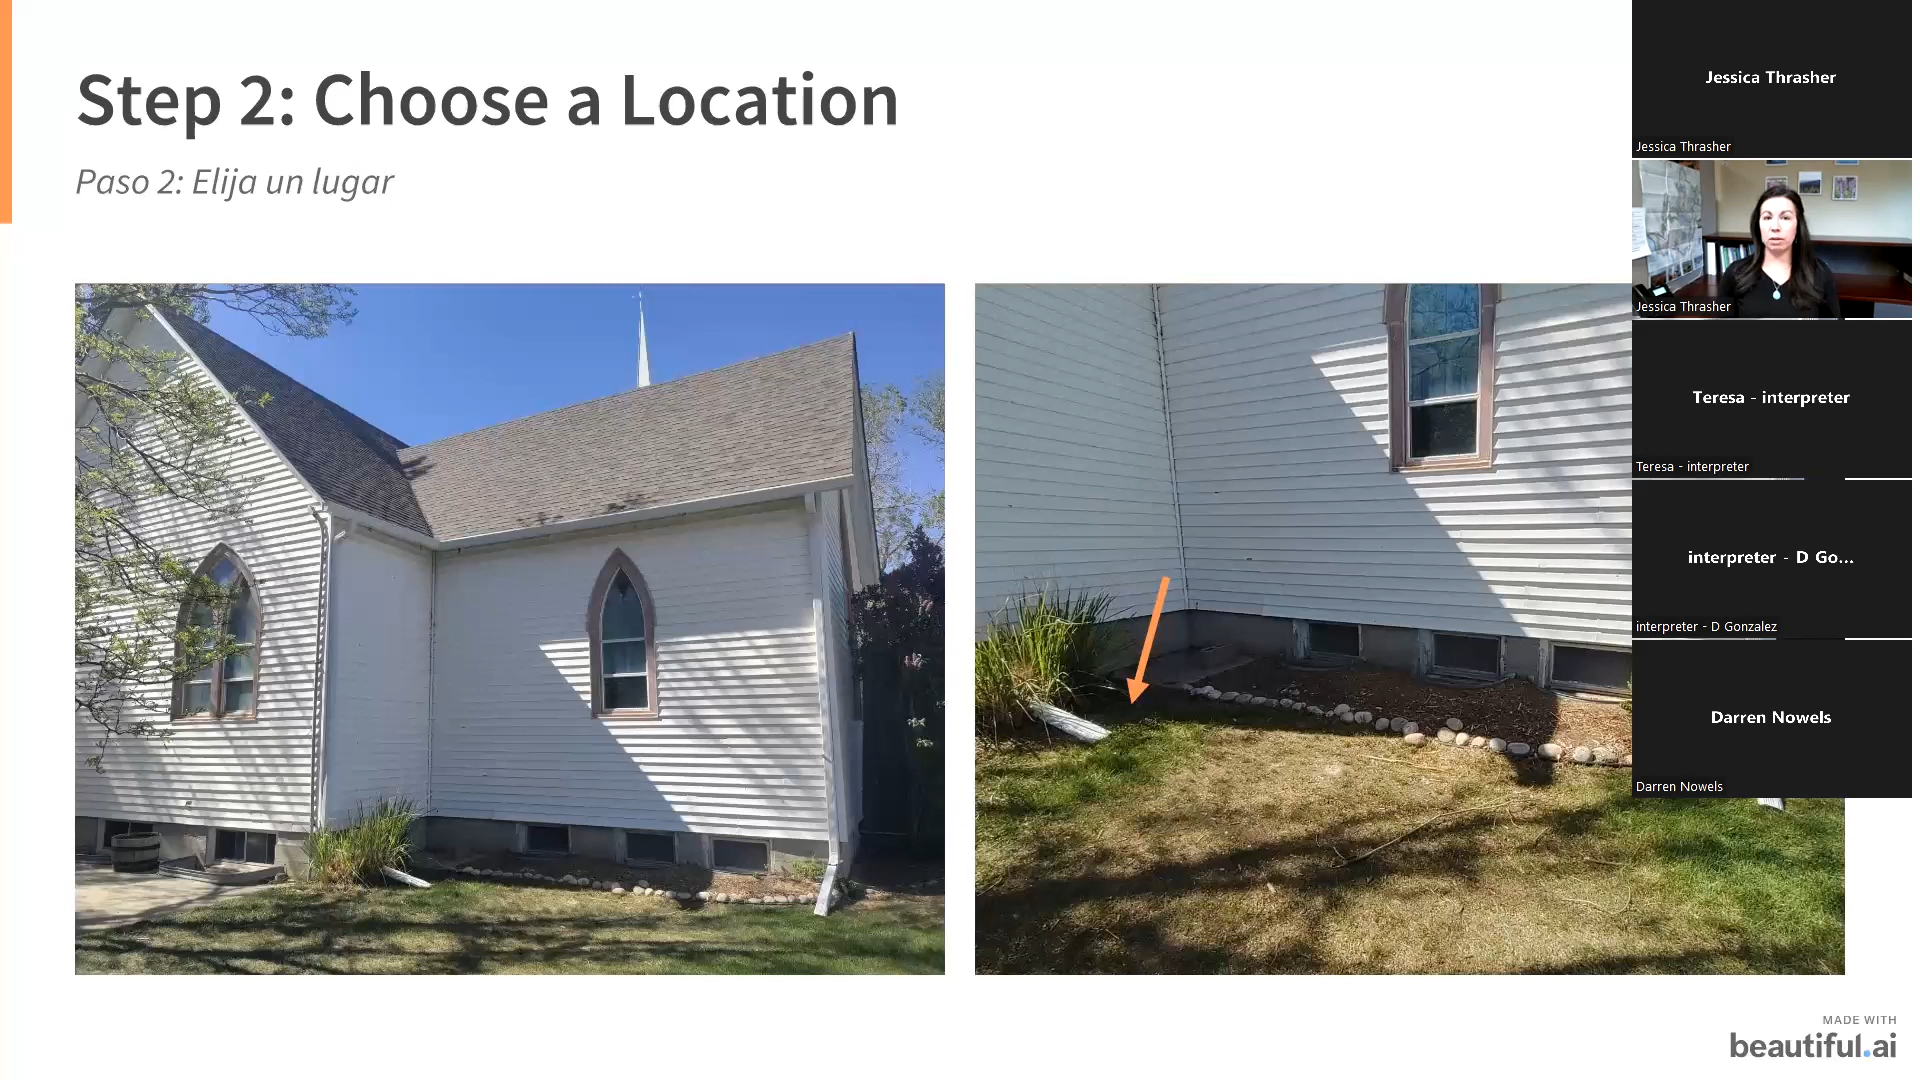 Step 2: Choose a Location
Paso 2: Elija un lugar
Jessica Thrasher
Jessica Thrasher
Jessica Thrasher
Teresa - interpreter
Teresa - interpreter
interpreter - D Go...
interpreter - D Gonzalez
Darren Nowels
Darren Nowels
MADE WITH
beautiful.ai